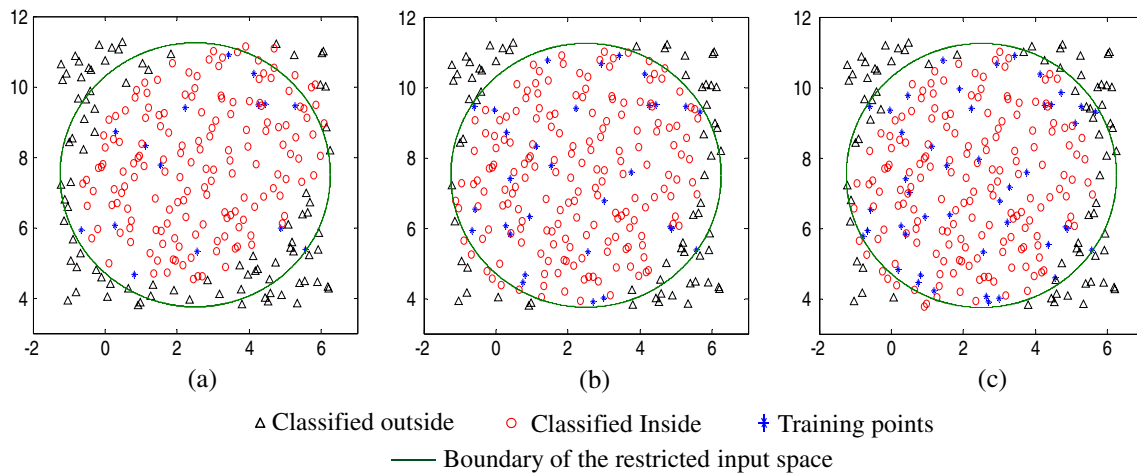 12
10
8
6
4
-2 0 2 4 6
(a)
12
10
8
6
4
-2 0 2 4 6
(b)
12
10
8
6
4
-2 0 2 4 6
(c)
Classified outside Classified Inside Training points
Boundary of the restricted input space